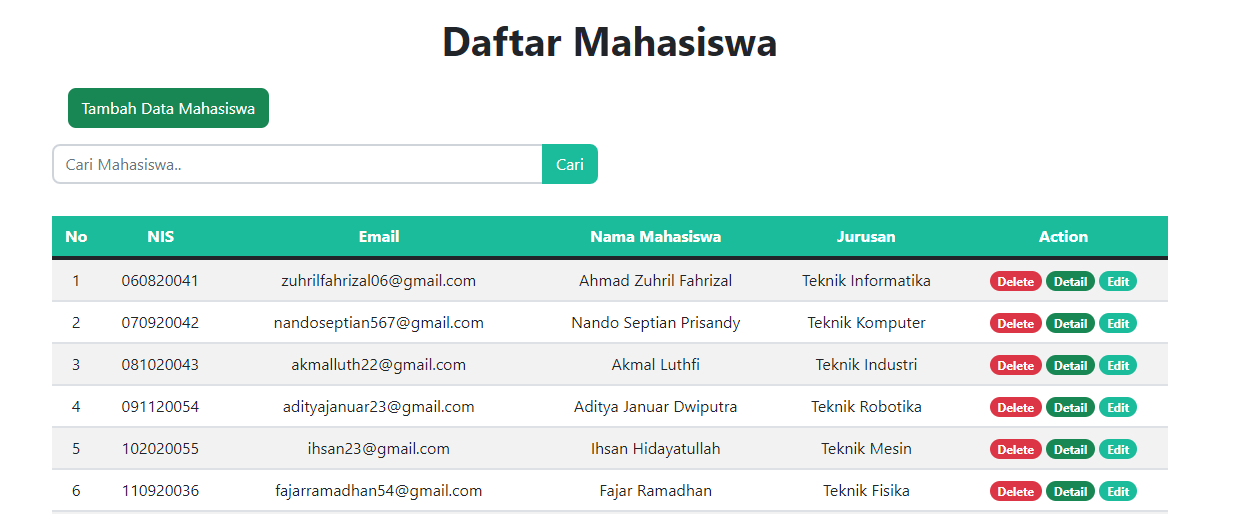 Daftar Mahasiswa
Tambah Data Mahasiswa
Cari Mahasiswa.. Cari
No NIS Email Nama Mahasiswa Jurusan Action
1 060820041 zuhrilfahrizal06@gmail.com Ahmad Zuhril Fahrizal Teknik Informatika Delete Detail Edit
2 070920042 nandoseptian567@gmail.com Nando Septian Prisandy Teknik Komputer Delete Detail Edit
3 081020043 akmalluth22@gmail.com Akmal Luthfi Teknik Industri Delete Detail Edit
4 091120054 adityajanuar23@gmail.com Aditya Januar Dwiputra Teknik Robotika Delete Detail Edit
5 102020055 ihsan23@gmail.com Ihsan Hidayatullah Teknik Mesin Delete Detail Edit
6 110920036 fajarramadhan54@gmail.com Fajar Ramadhan Teknik Fisika Delete Detail Edit